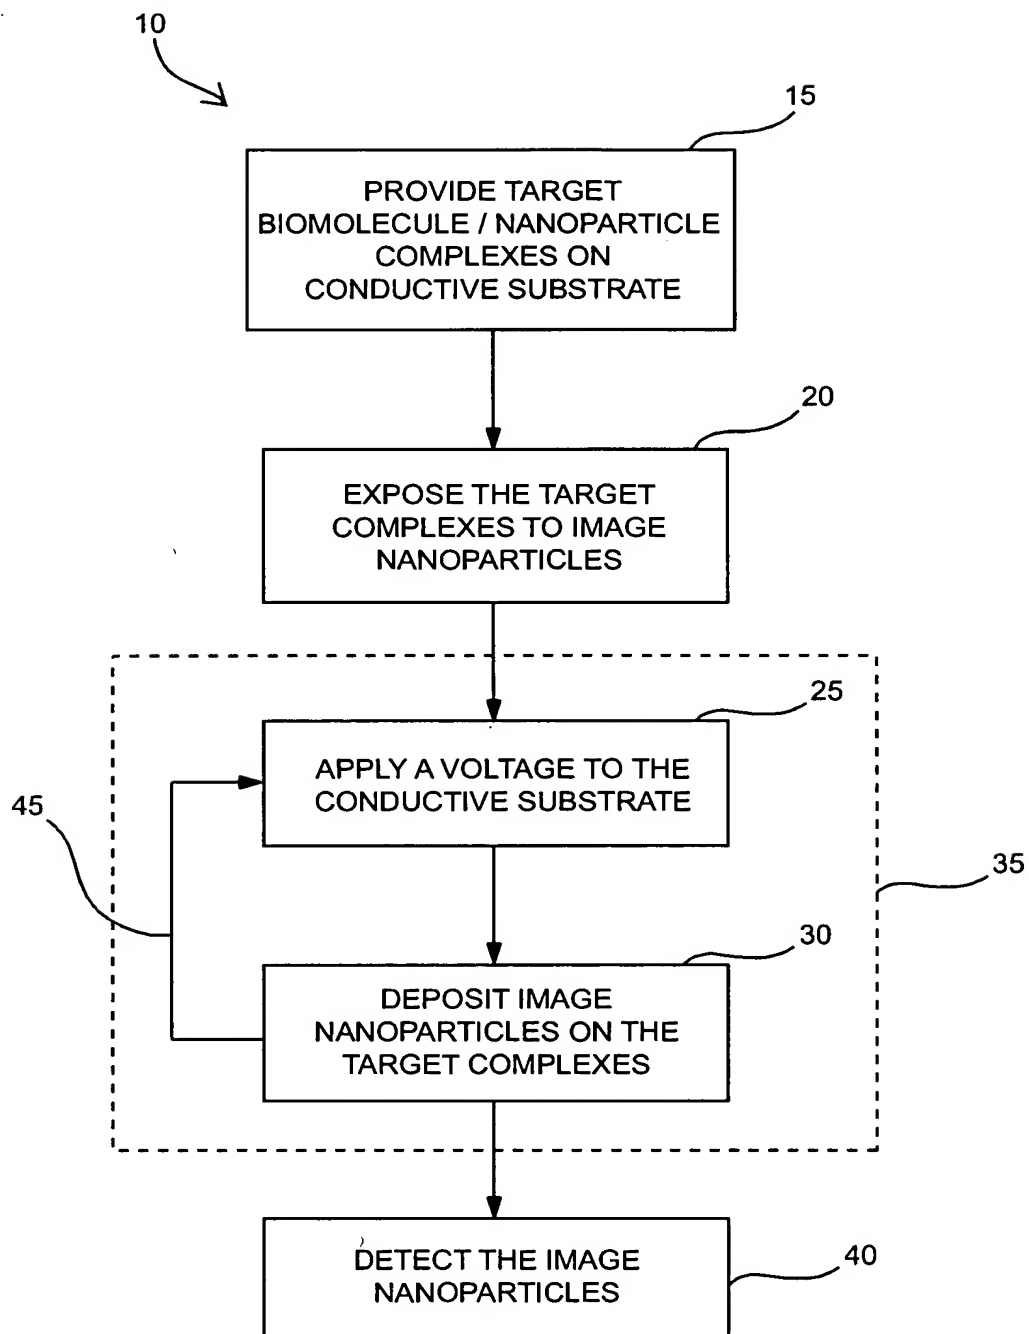 10
15
PROVIDE TARGET
BIOMOLECULE / NANOPARTICLE
COMPLEXES ON
CONDUCTIVE SUBSTRATE
20
EXPOSE THE TARGET
COMPLEXES TO IMAGE
NANOPARTICLES
25
APPLY A VOLTAGE TO THE
CONDUCTIVE SUBSTRATE
45
35
30
DEPOSIT IMAGE
NANOPARTICLES ON THE
TARGET COMPLEXES
40
DETECT THE IMAGE
NANOPARTICLES